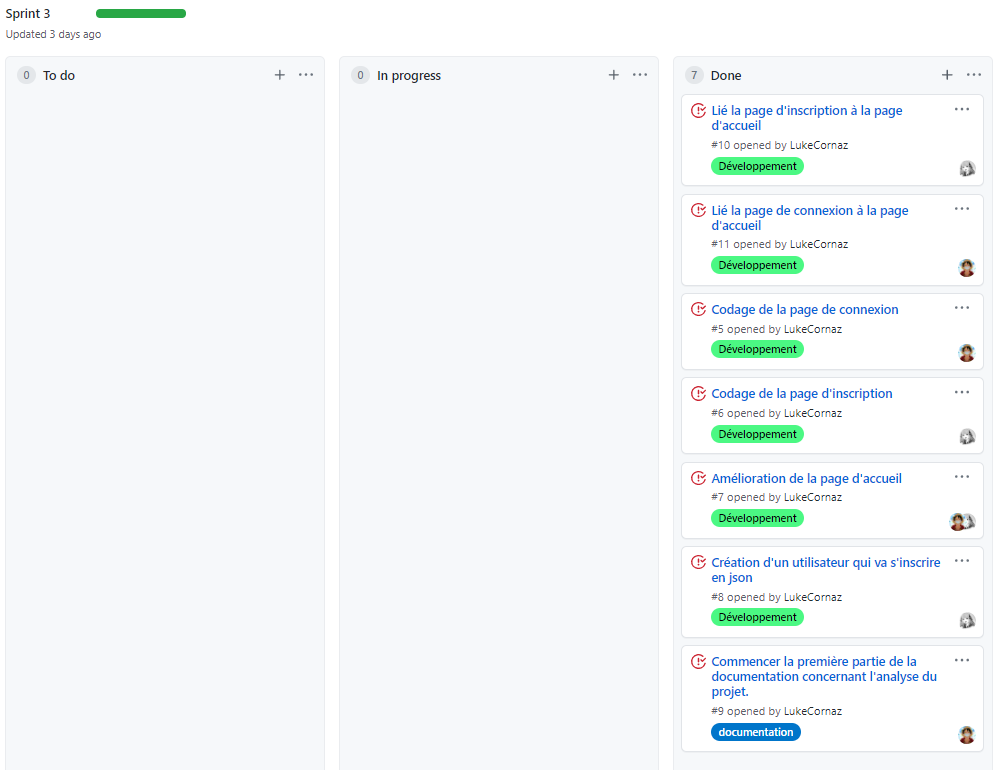 Sprint 3
Updated 3 days ago
0 To do
0 In progress
7 Done
Lié la page d'inscription à la page
d'accueil
#10 opened by LukeCornaz
Développement
Lié la page de connexion à la page
d'accueil
#11 opened by LukeCornaz
Développement
Codage de la page de connexion
#5 opened by LukeCornaz
Développement
Codage de la page d'inscription
#6 opened by LukeCornaz
Développement
Amélioration de la page d'accueil
#7 opened by LukeCornaz
Développement
Création d'un utilisateur qui va s'inscrire
en json
#8 opened by LukeCornaz
Développement
Commencer la première partie de la
documentation concernant l'analyse du
projet.
#9 opened by LukeCornaz
documentation